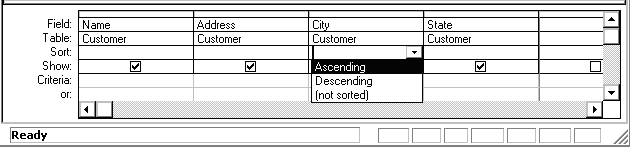 Field: Name Address City State
Table: Customer Customer Customer Customer
Sort:
Show: Ascending
Criteria: Descending
or: (not sorted)
Ready